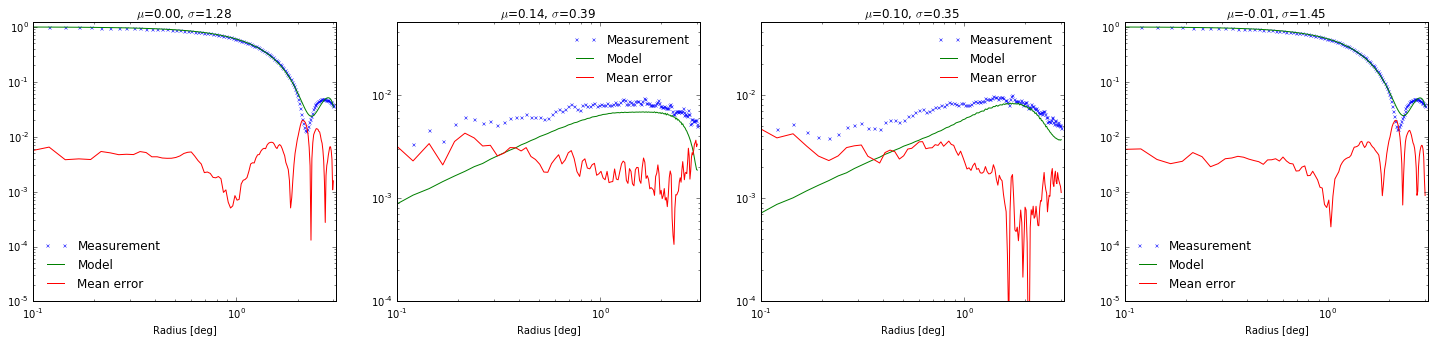 μ=0.00, σ=1.28
10⁰
10⁻¹
10⁻²
10⁻³
10⁻⁴
10⁻⁵
Measurement
Model
Mean error
10⁻¹ 10⁰
Radius [deg]
μ=0.14, σ=0.39
Measurement
Model
Mean error
10⁻²
10⁻³
10⁻⁴
10⁻¹ 10⁰
Radius [deg]
μ=0.10, σ=0.35
Measurement
Model
Mean error
10⁻²
10⁻³
10⁻⁴
10⁻¹ 10⁰
Radius [deg]
μ=-0.01, σ=1.45
10⁰
10⁻¹
10⁻²
10⁻³
10⁻⁴
10⁻⁵
Measurement
Model
Mean error
10⁻¹ 10⁰
Radius [deg]